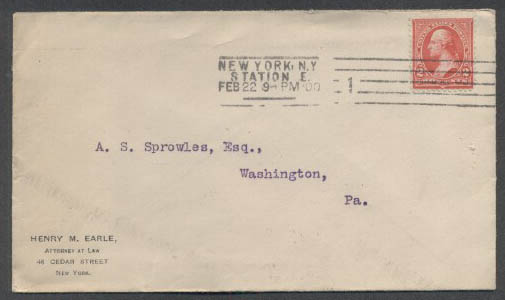 NEW YORK, N.Y
STATION E.
FEB 22 9-PM 00
1
A. S. Sprowles, Esq.,
Washington,
Pa.
HENRY M. EARLE,
ATTORNEY AT LAW
46 CEDAR STREET
NEW YORK.